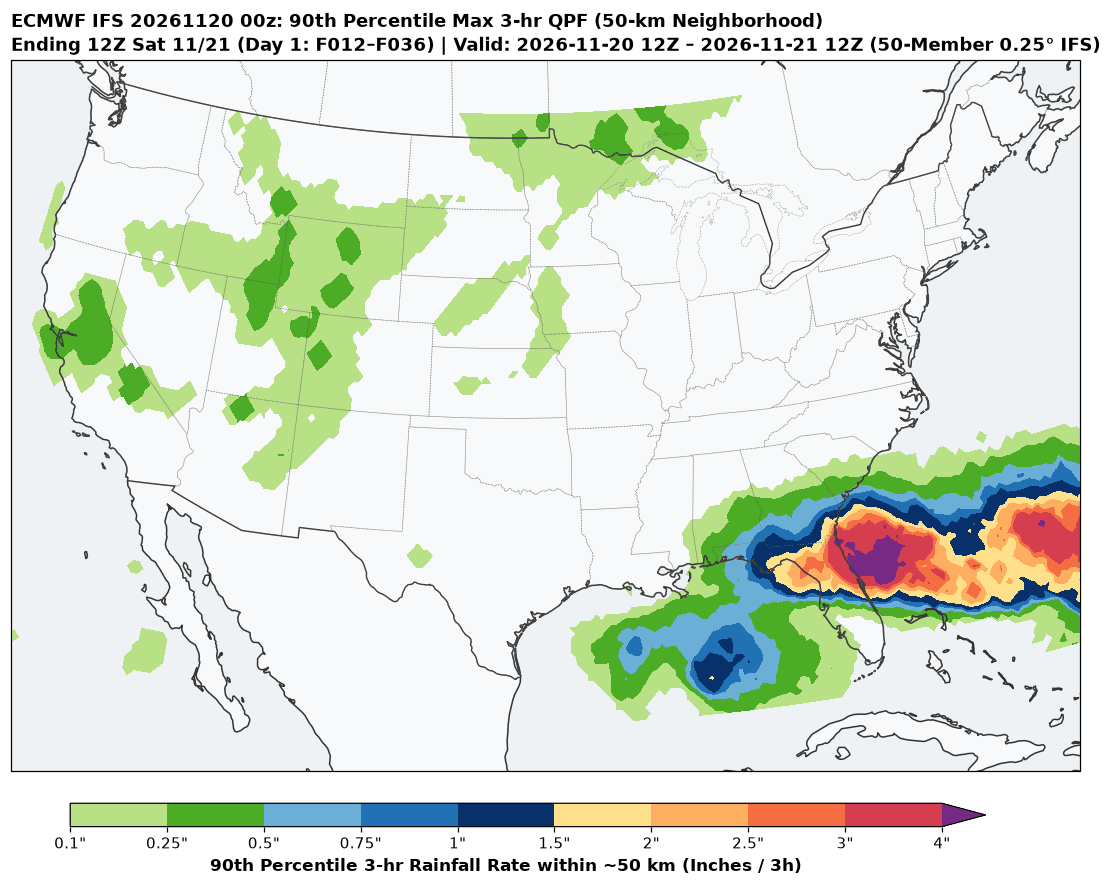 ECMWF IFS 20261120 00z: 90th Percentile Max 3-hr QPF (50-km Neighborhood)
Ending 12Z Sat 11/21 (Day 1: F012–F036) | Valid: 2026-11-20 12Z – 2026-11-21 12Z (50-Member 0.25° IFS)
0.1" 0.25" 0.5" 0.75" 1" 1.5" 2" 2.5" 3" 4"
90th Percentile 3-hr Rainfall Rate within ~50 km (Inches / 3h)